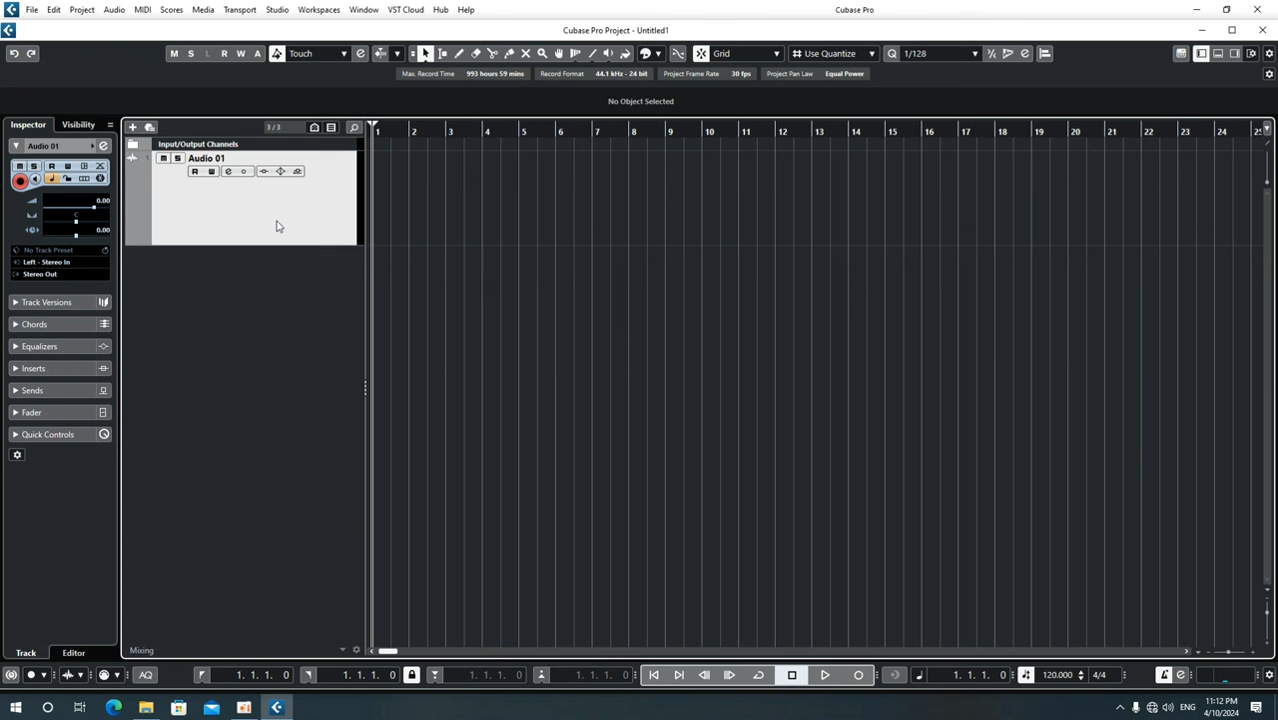 File Edit Project Audio MIDI Scores Media Transport Studio Workspaces Window VST Cloud Hub Help Cubase Pro
Cubase Pro Project - Untitled1
M S L R W A Touch Grid Use Quantize Q 1/128
Max. Record Time 993 hours 59 mins Record Format 44.1 kHz - 24 bit Project Frame Rate 30 fps Project Pan Law Equal Power
No Object Selected
Inspector Visibility 3/3 1 2 3 4 5 6 7 8 9 10 11 12 13 14 15 16 17 18 19 20 21 22 23 24 25
Audio 01 Input/Output Channels
1 M S Audio 01
M S R W
R W
0.00
C
0.00
No Track Preset
Left - Stereo In
Stereo Out
Track Versions
Chords
Equalizers
Inserts
Sends
Fader
Quick Controls
Track Editor Mixing
AQ 1. 1. 1. 0 1. 1. 1. 0 1. 1. 1. 0 1. 1. 1. 0 1. 1. 1. 0 120.000 4/4
ENG 11:12 PM
4/10/2024